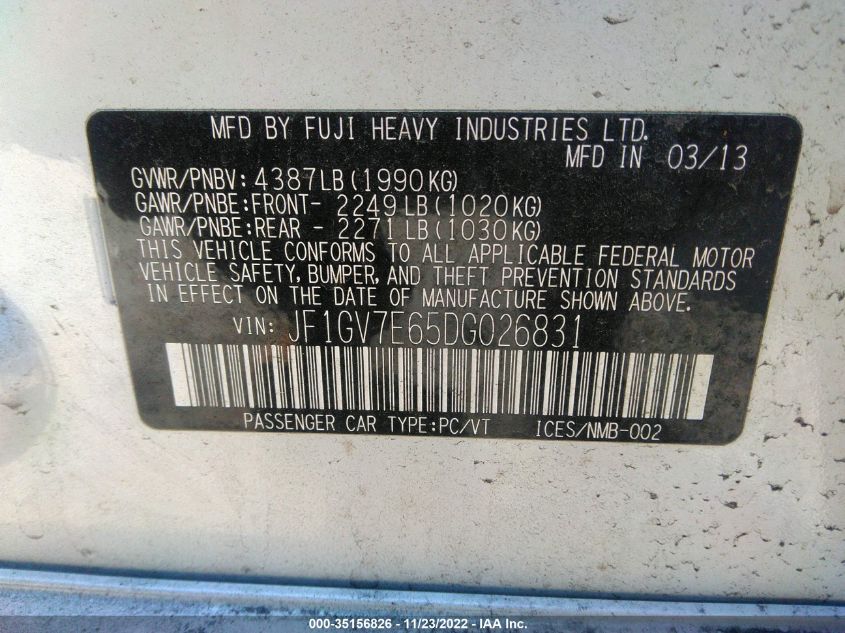 MFD BY FUJI HEAVY INDUSTRIES LTD.
MFD IN 03/13
GVWR/PNBV: 4387LB(1990KG)
GAWR/PNBE:FRONT- 2249LB(1020KG)
GAWR/PNBE:REAR - 2271LB(1030KG)
THIS VEHICLE CONFORMS TO ALL APPLICABLE FEDERAL MOTOR
VEHICLE SAFETY, BUMPER, AND THEFT PREVENTION STANDARDS
IN EFFECT ON THE DATE OF MANUFACTURE SHOWN ABOVE.
VIN: JF1GV7E65DG026831
PASSENGER CAR TYPE:PC/VT ICES/NMB-002
000-35156826 - 11/23/2022 - IAA Inc.